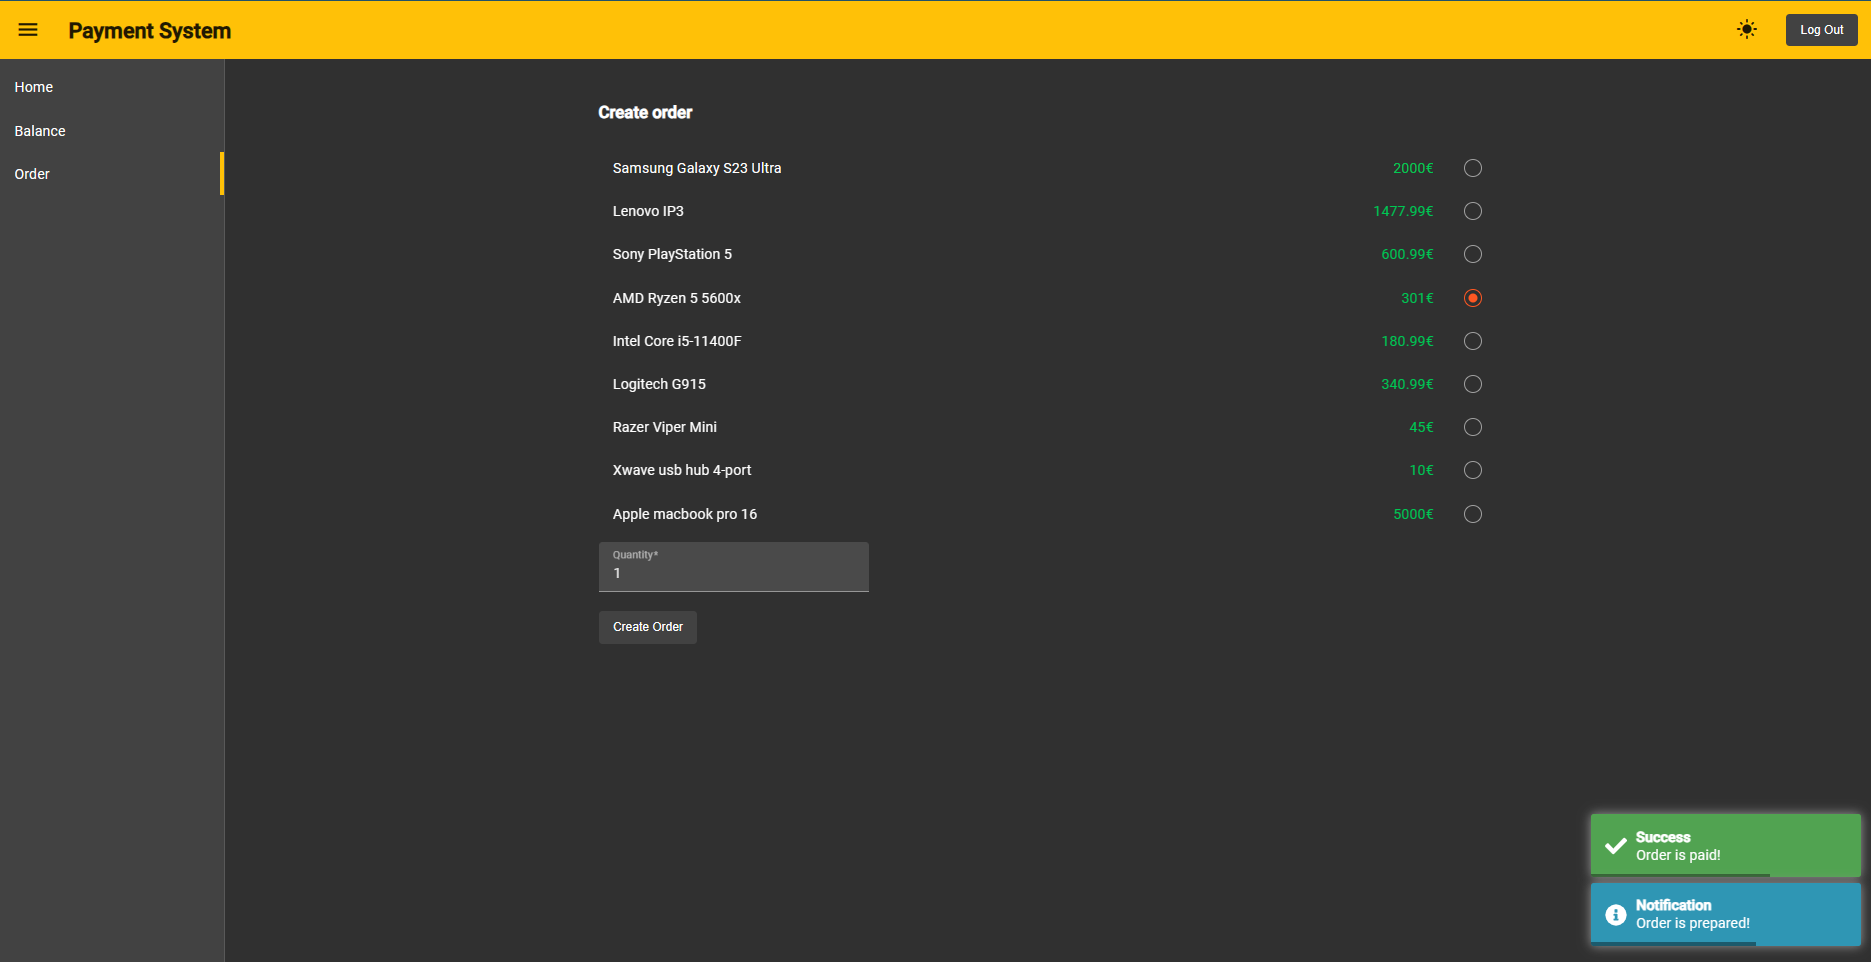 Payment System
Log Out
Home
Balance
Order
Create order
Samsung Galaxy S23 Ultra 2000€
Lenovo IP3 1477.99€
Sony PlayStation 5 600.99€
AMD Ryzen 5 5600x 301€
Intel Core i5-11400F 180.99€
Logitech G915 340.99€
Razer Viper Mini 45€
Xwave usb hub 4-port 10€
Apple macbook pro 16 5000€
Quantity*
1
Create Order
Success
Order is paid!
Notification
Order is prepared!